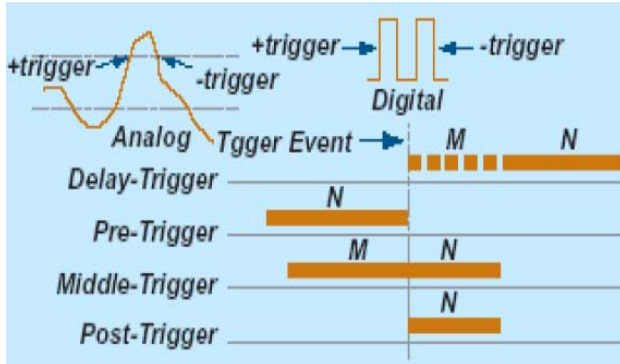 +trigger -trigger +trigger -trigger
Analog Digital
Tgger Event M N
Delay-Trigger
N
Pre-Trigger
M N
Middle-Trigger
N
Post-Trigger